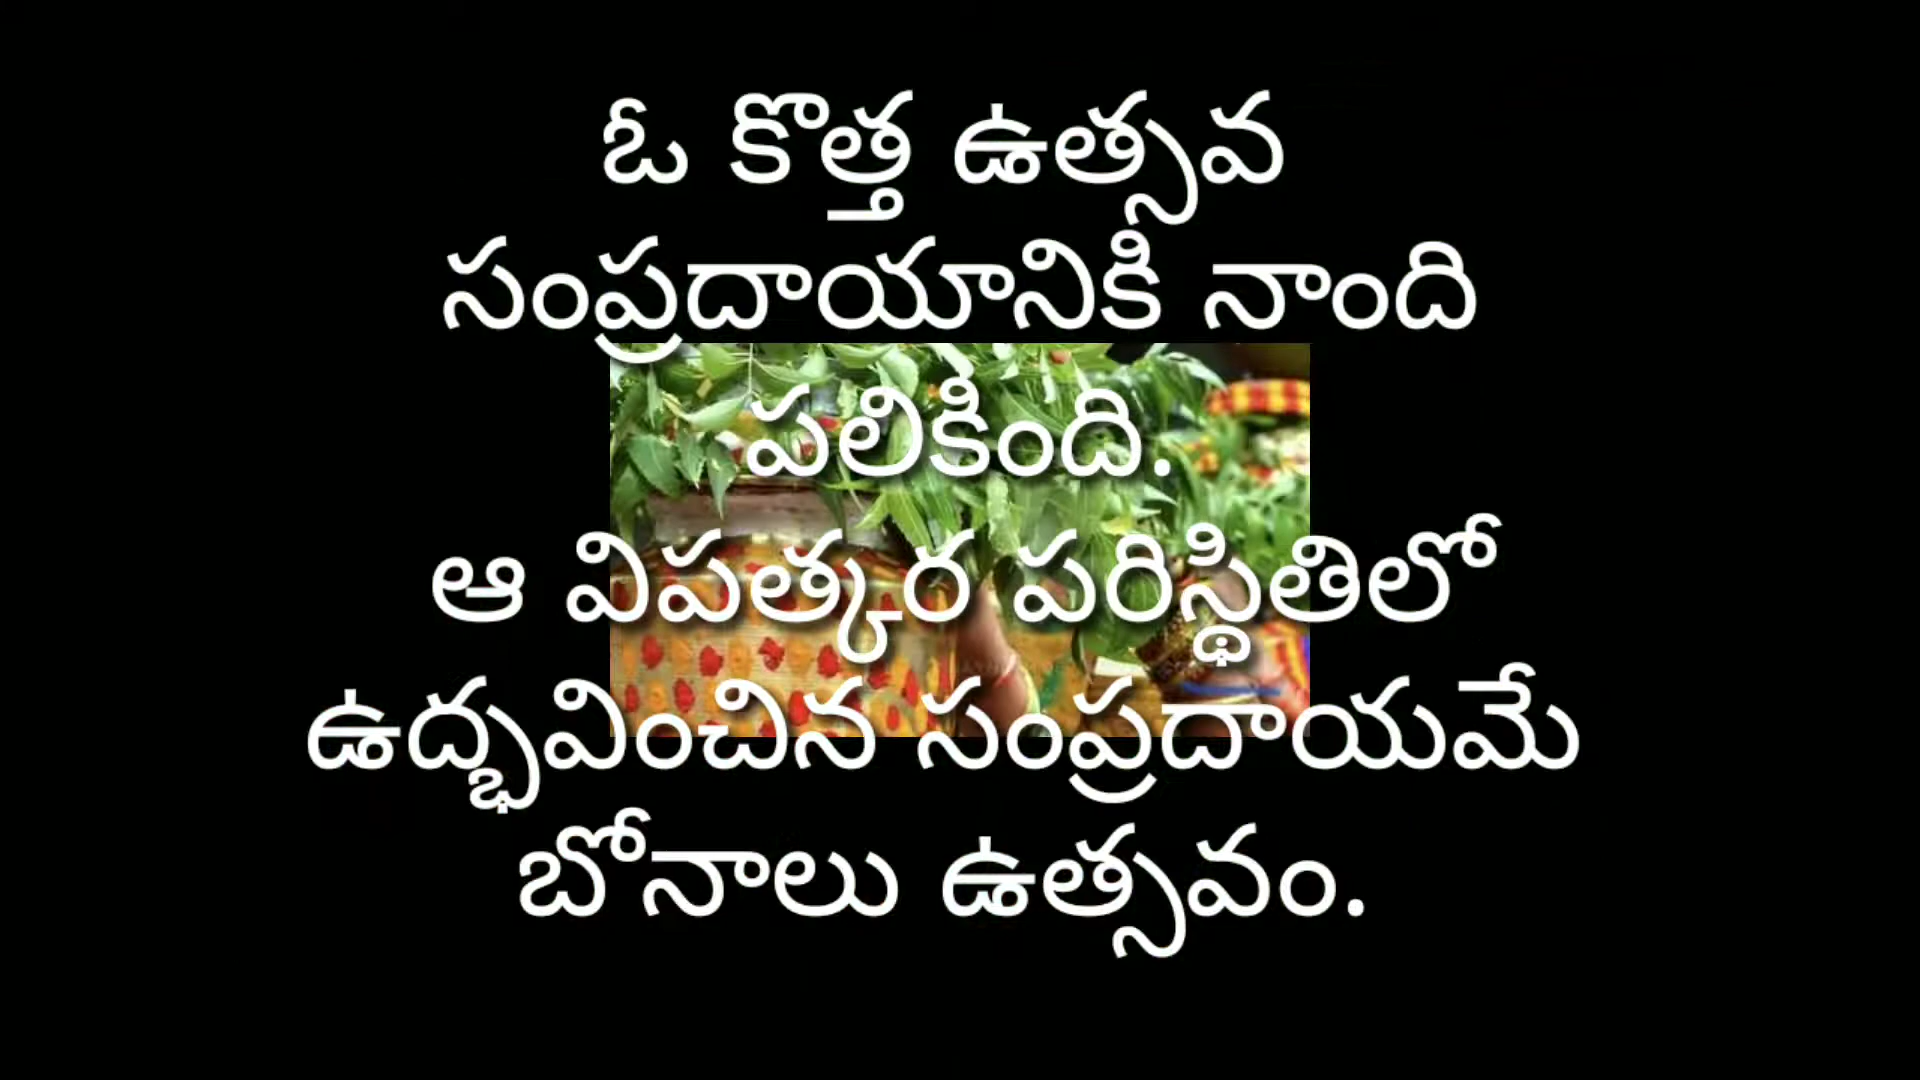 ఓ కొత్త ఉత్సవ
సంప్రదాయానికి నాంది
పలికింది.
ఆ విపత్కర పరిస్థితిలో
ఉద్భవించిన సంప్రదాయమే
బోనాలు ఉత్సవం.